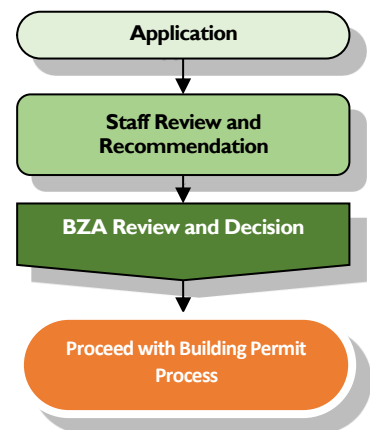 Application
Staff Review and
Recommendation
BZA Review and Decision
Proceed with Building Permit
Process